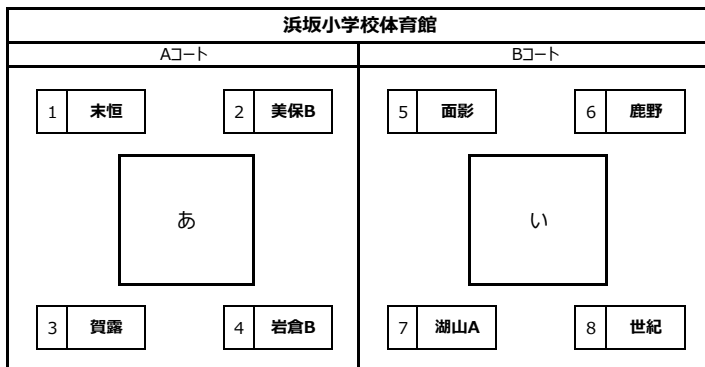 浜坂小学校体育館
Aコート Bコート
1 末恒 2 美保B 5 面影 6 鹿野
あ い
3 賀露 4 岩倉B 7 湖山A 8 世紀